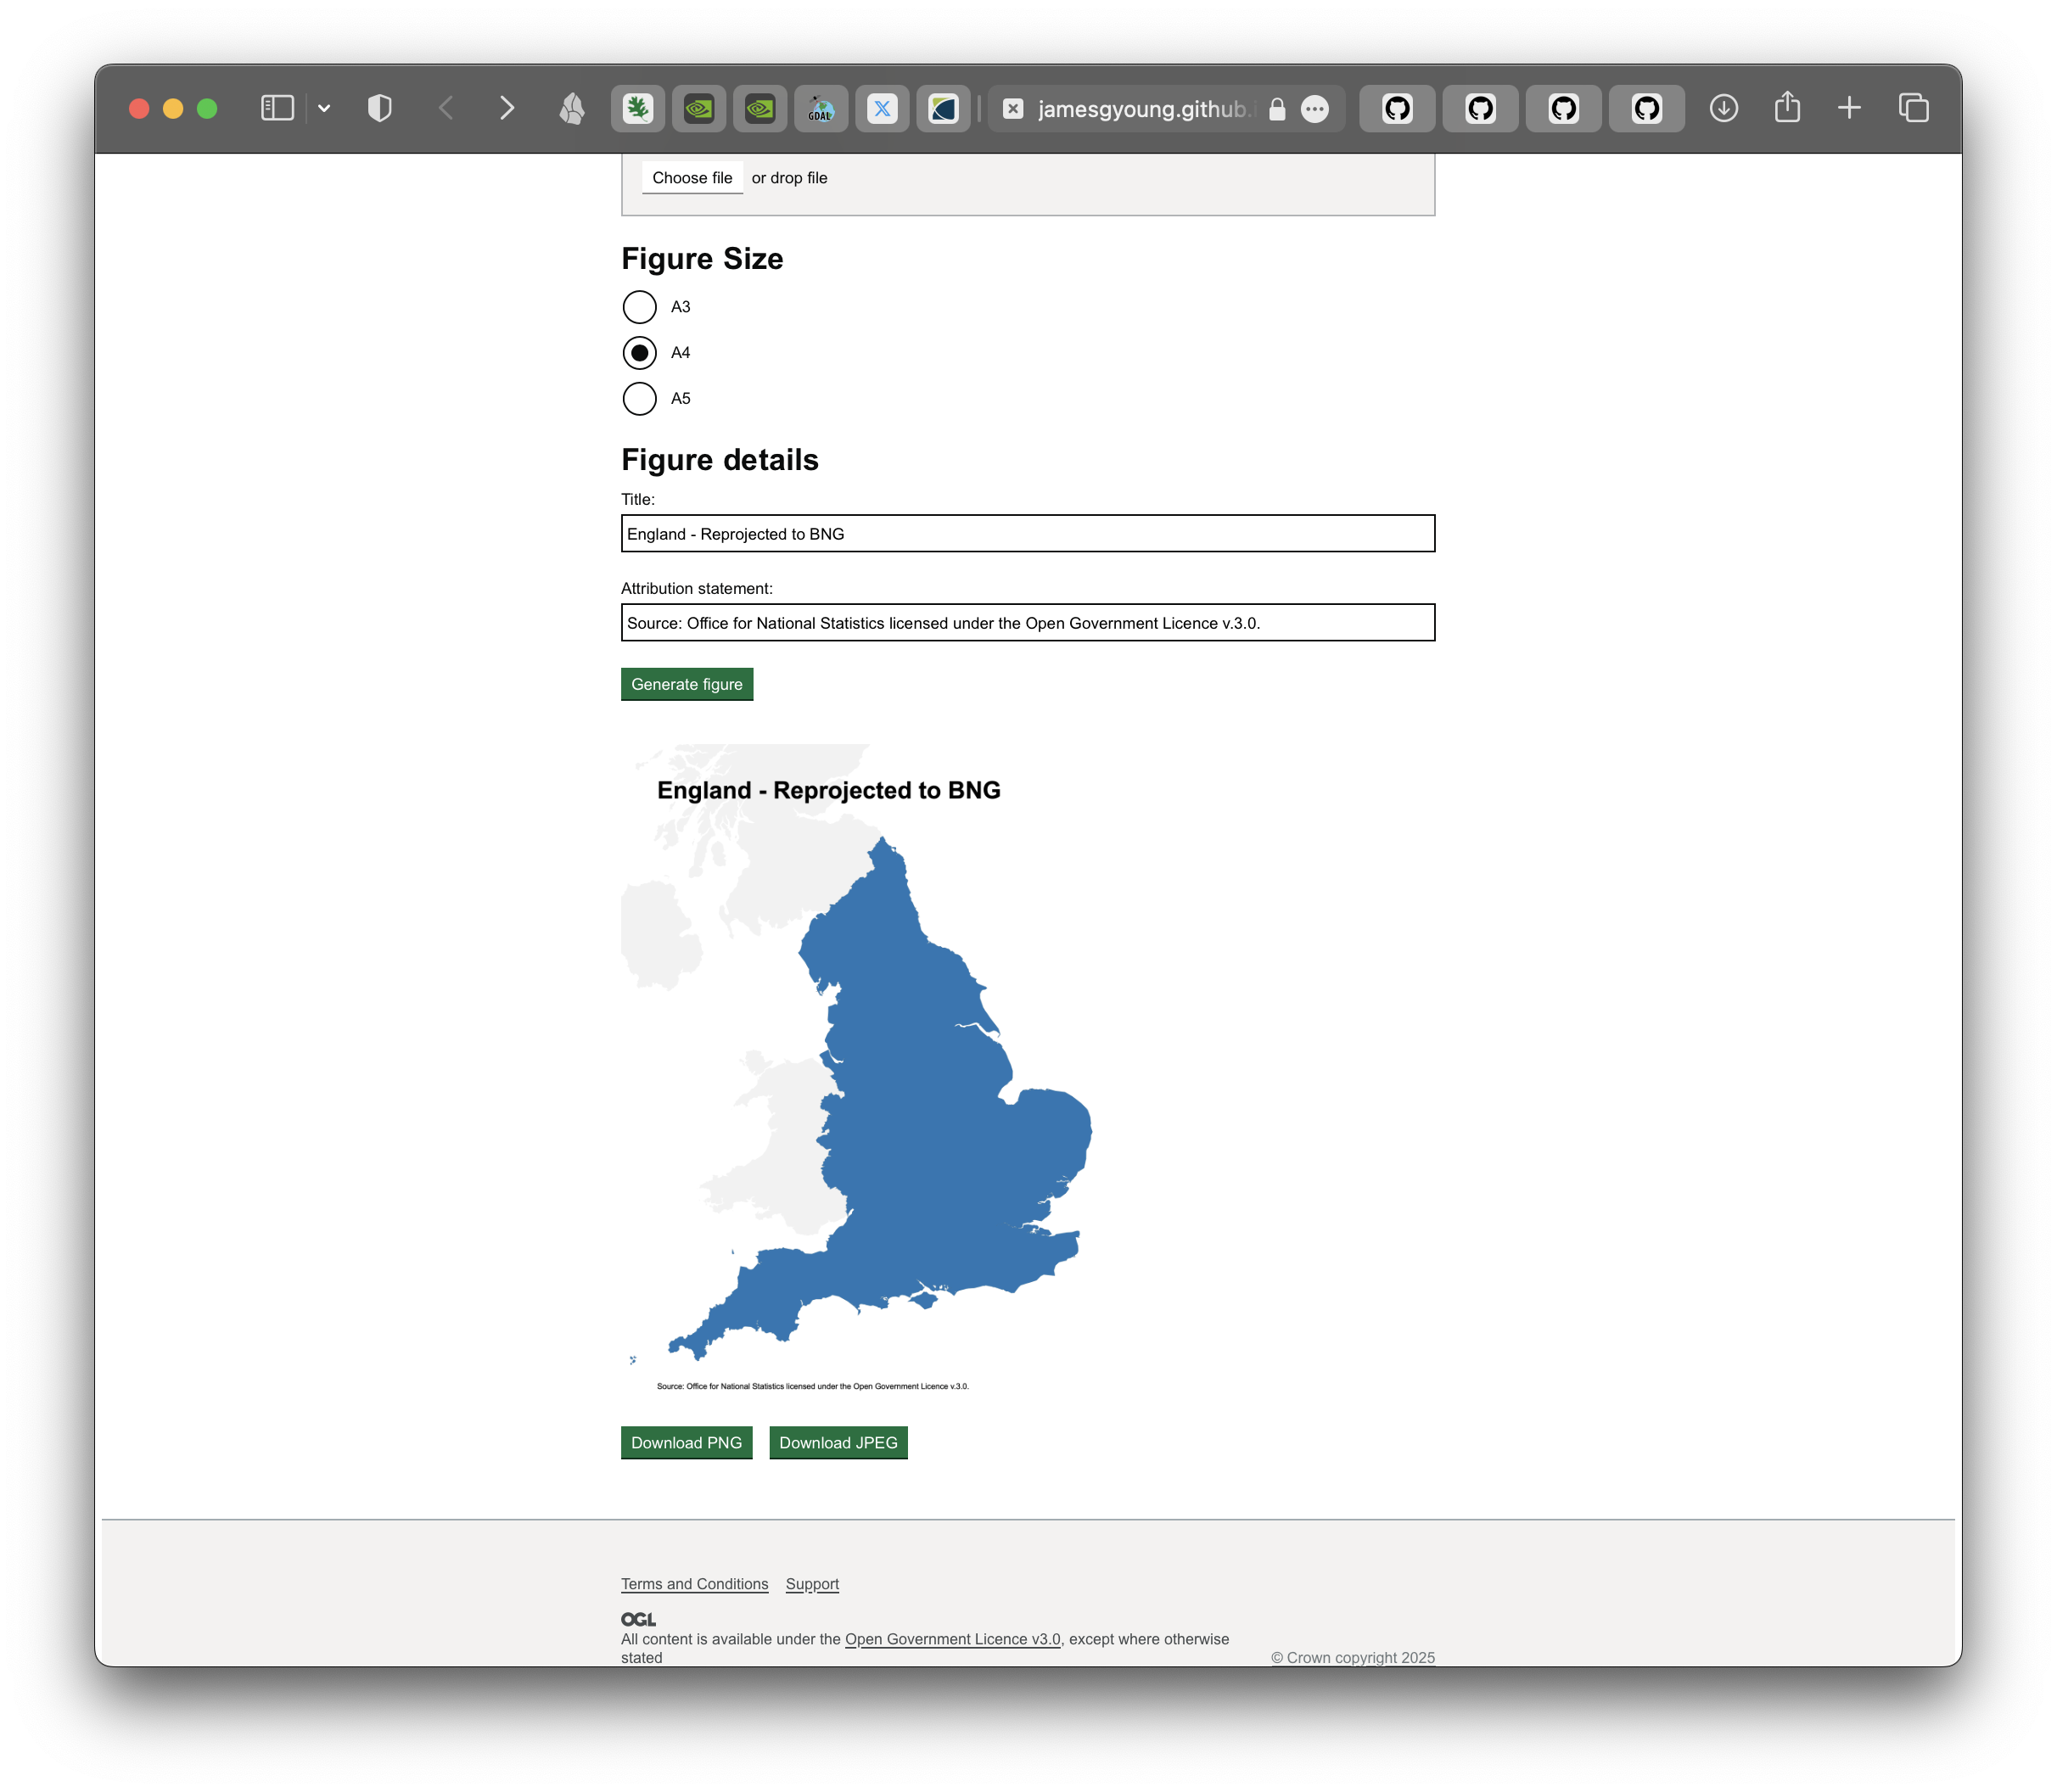 GDAL
jamesgyoung.github.
Choose file or drop file
Figure Size
A3
A4
A5
Figure details
Title:
England - Reprojected to BNG
Attribution statement:
Source: Office for National Statistics licensed under the Open Government Licence v.3.0.
Generate figure
England - Reprojected to BNG
Source: Office for National Statistics licensed under the Open Government Licence v.3.0.
Download PNG Download JPEG
Terms and Conditions Support
OGL
All content is available under the Open Government Licence v3.0, except where otherwise
stated
© Crown copyright 2025